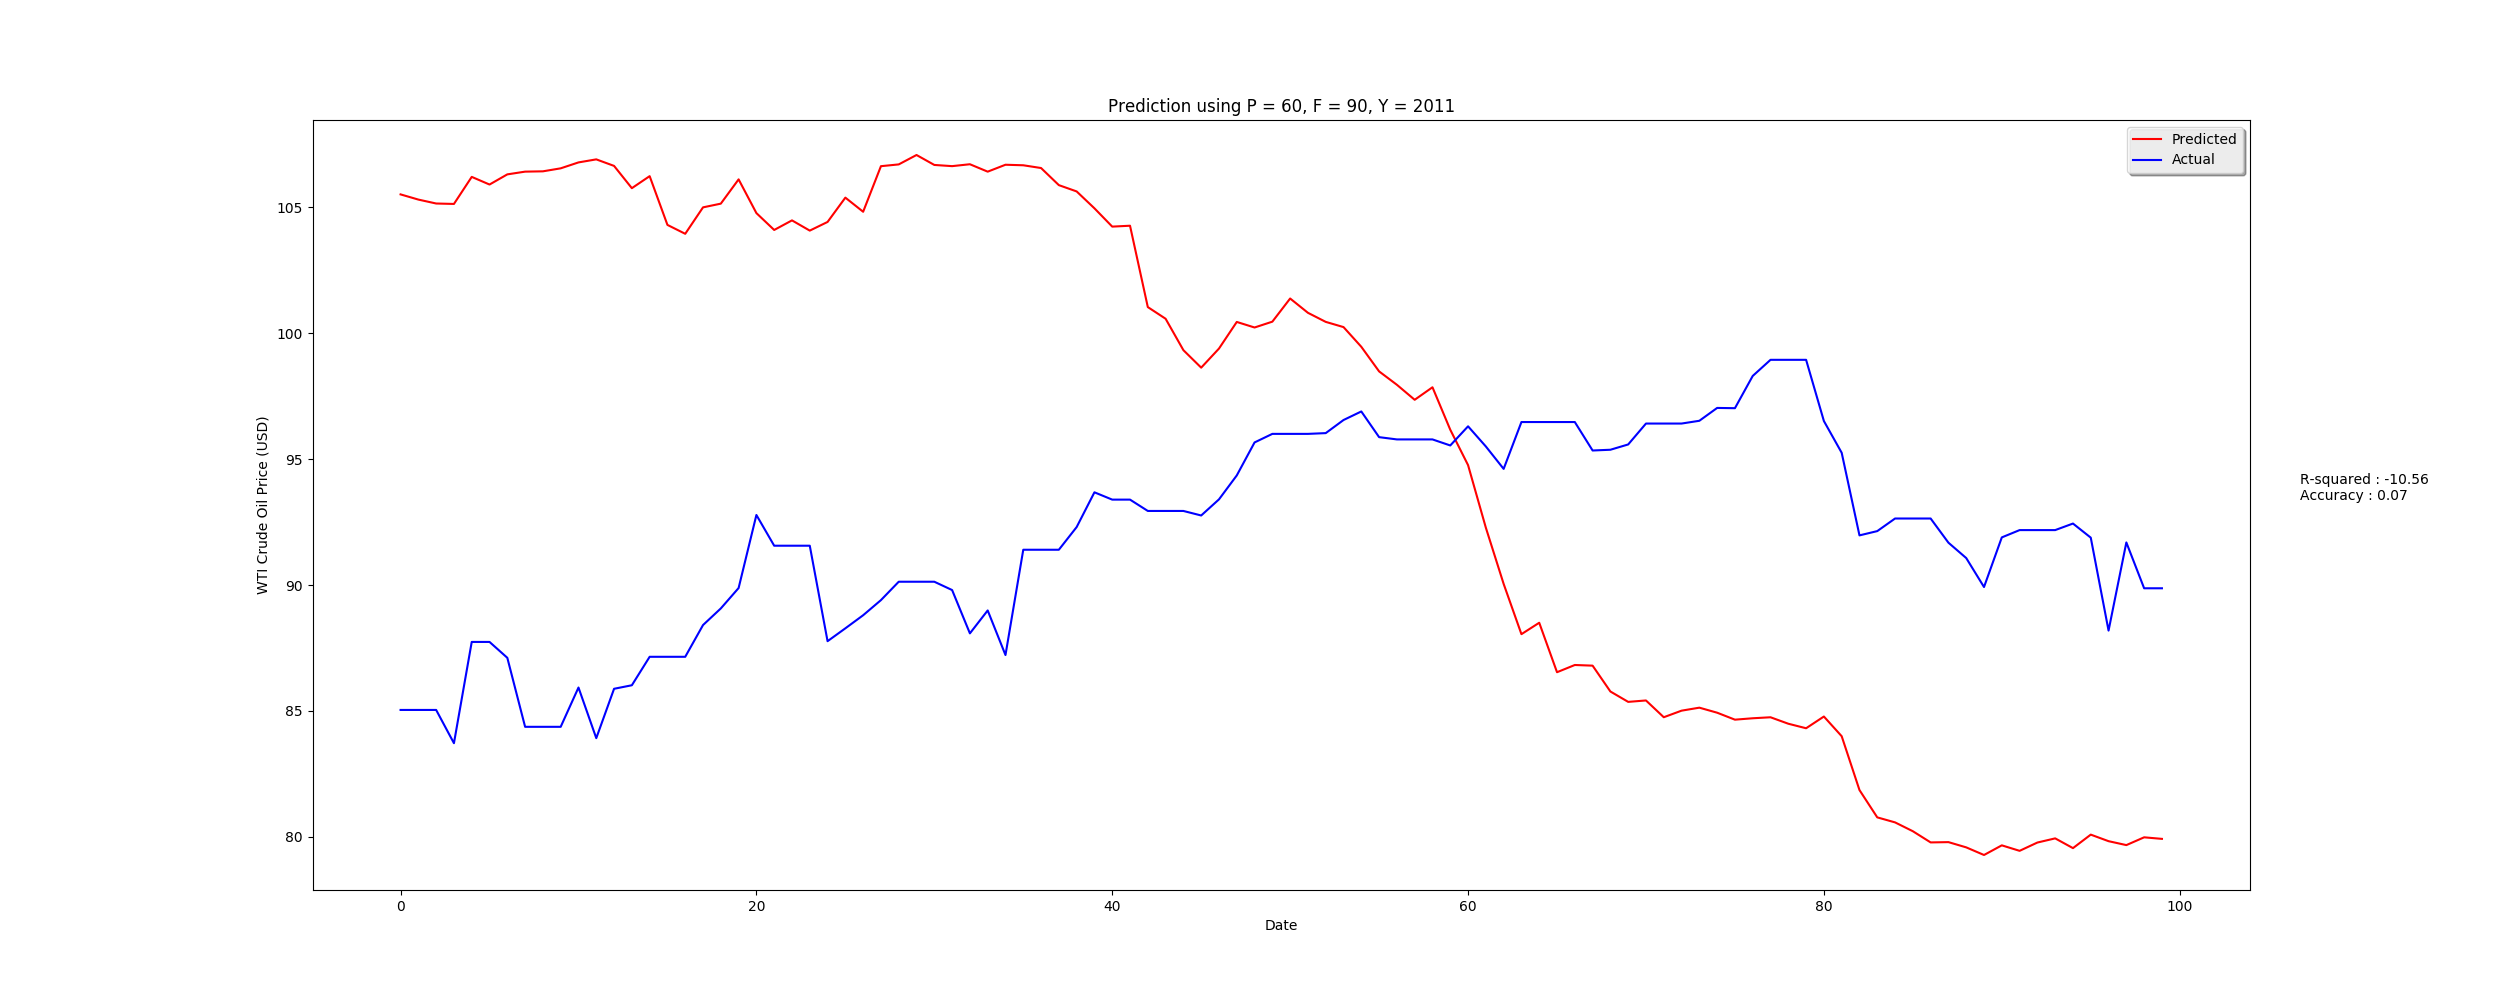 Prediction using P = 60, F = 90, Y = 2011
Predicted
Actual
105
100
95
90
85
80
WTI Crude Oil Price (USD)
R-squared : -10.56
Accuracy : 0.07
0
20
40
60
80
100
Date